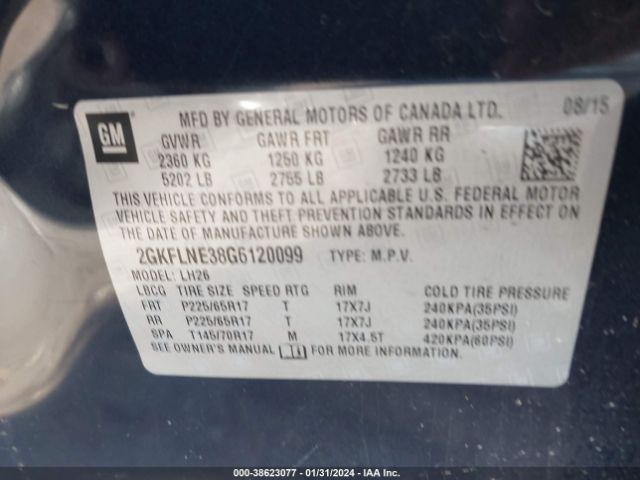 GM
MFD BY GENERAL MOTORS OF CANADA LTD. 08/15
GVWR GAWR FRT GAWR RR
2360 KG 1250 KG 1240 KG
5202 LB 2755 LB 2733 LB
THIS VEHICLE CONFORMS TO ALL APPLICABLE U.S. FEDERAL MOTOR
VEHICLE SAFETY AND THEFT PREVENTION STANDARDS IN EFFECT ON
THE DATE OF MANUFACTURE SHOWN ABOVE.
2GKFLNE38G6120099 TYPE: M.P.V.
MODEL: LH26
LBCG TIRE SIZE SPEED RTG RIM COLD TIRE PRESSURE
FRT P225/65R17 T 17X7J 240KPA(35PSI)
RR P225/65R17 T 17X7J 240KPA(35PSI)
SPA T145/70R17 M 17X4.5T 420KPA(60PSI)
SEE OWNER'S MANUAL FOR MORE INFORMATION.
000-38623077 - 01/31/2024 - IAA Inc.